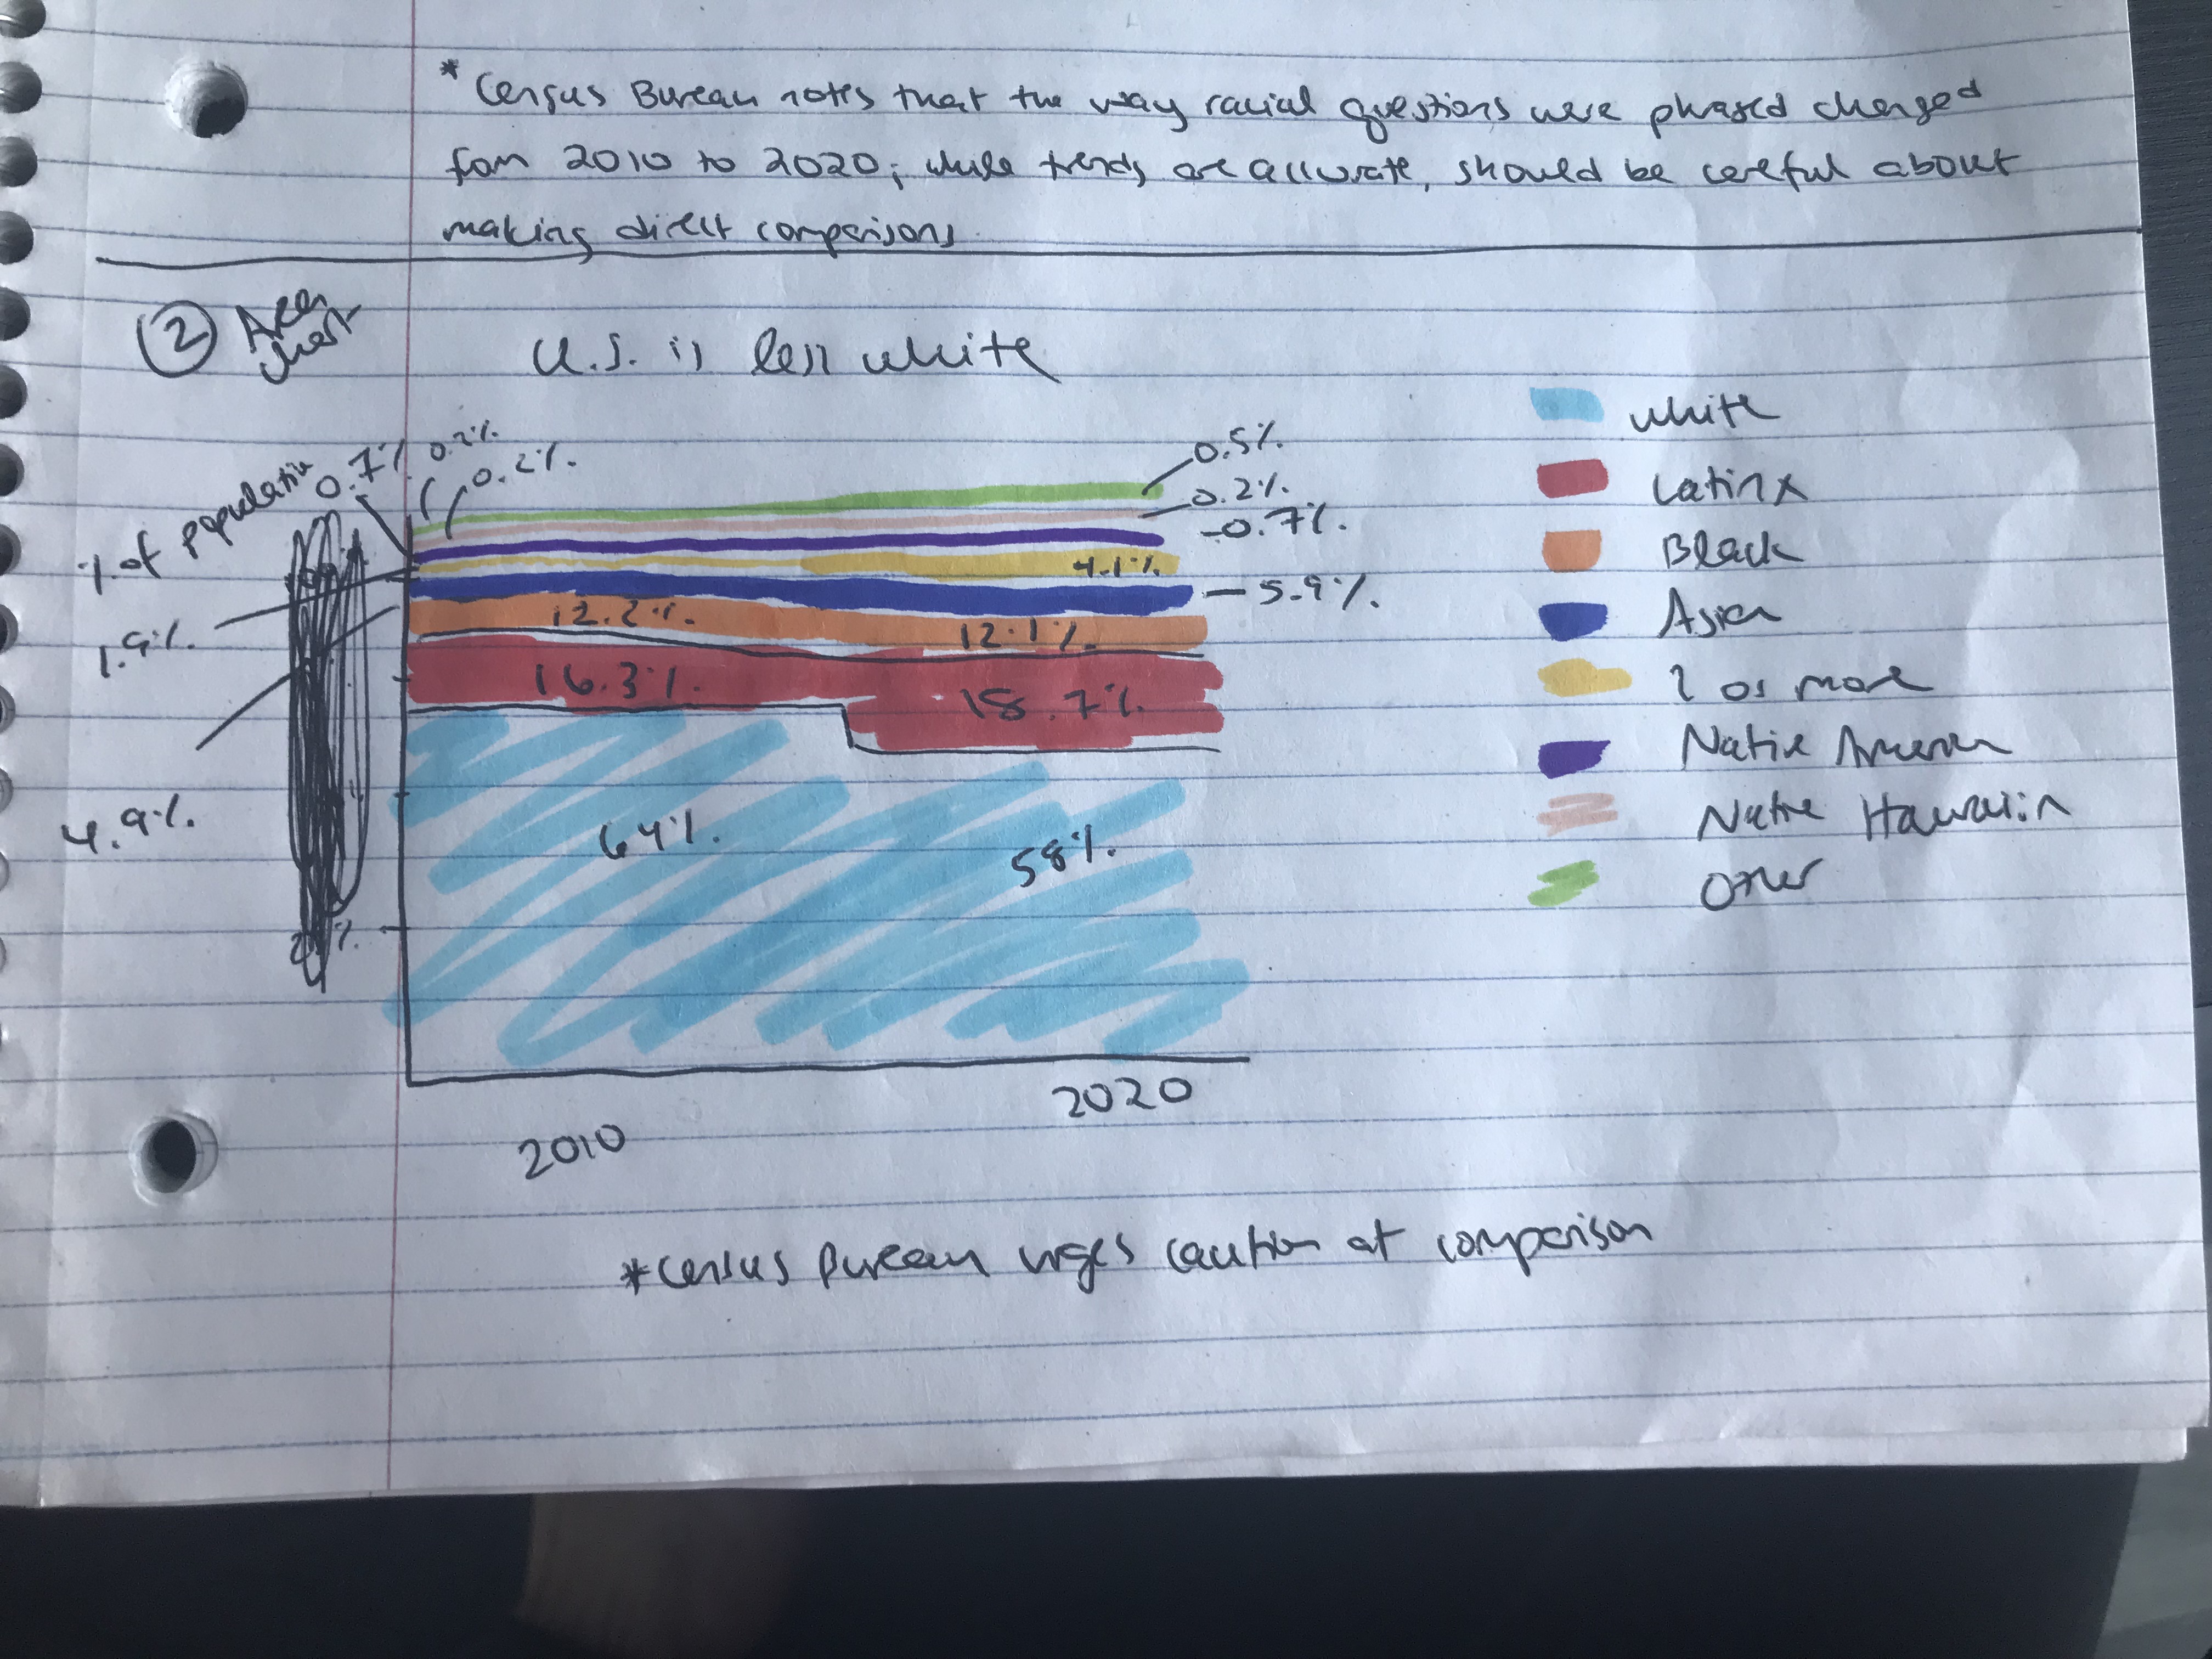 * Census Bureau notes that the way racial questions were phrased changed
from 2010 to 2020; while trends are accurate, should be careful about
making direct comparisons.
② Area
chart
U.S. is less white
% of population
0.7%
0.2%
0.2%
1.9%
4.9%
12.2%
16.3%
64%
0.5%
0.2%
0.7%
4.1%
5.9%
12.1%
18.7%
58%
2010
2020
white
Latinx
Black
Asian
2 or more
Native American
Native Hawaiin
Other
*Census Bureau urges caution at comparison